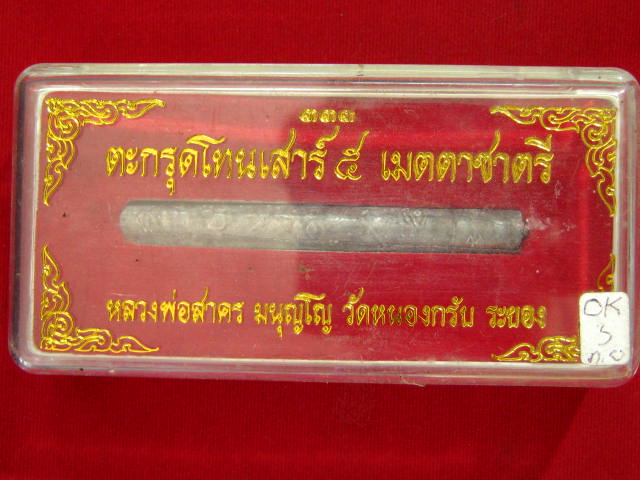 ๓๓๓
ตะกรุดโทนเสาร์ ๕ เมตตาชาตรี
หลวงพ่อสาคร มนุญฺโญ วัดหนองกรับ ระยอง
OK